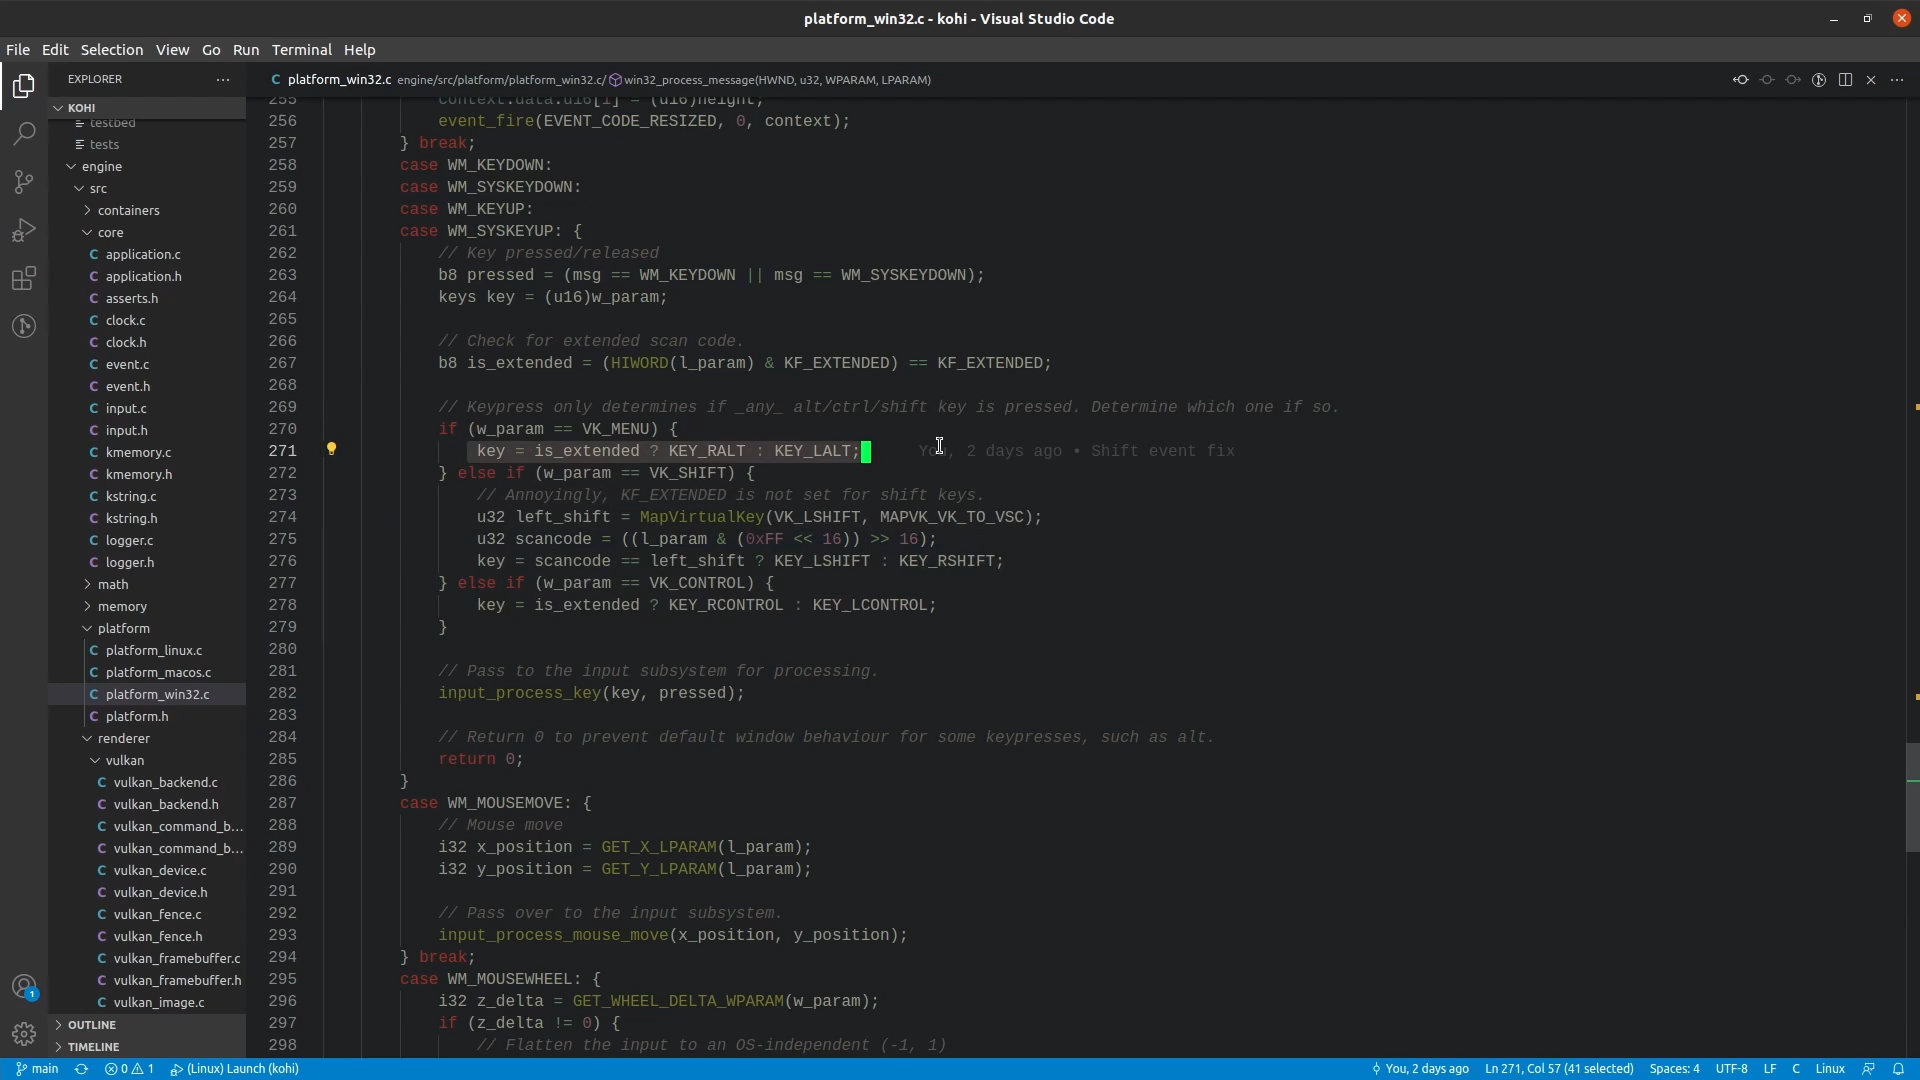 platform_win32.c - kohi - Visual Studio Code
File Edit Selection View Go Run Terminal Help
EXPLORER
platform_win32.c engine/src/platform/platform_win32.c/ win32_process_message(HWND, u32, WPARAM, LPARAM)
KOHI
testbed
tests
engine
src
containers
core
application.c
application.h
asserts.h
clock.c
clock.h
event.c
event.h
input.c
input.h
kmemory.c
kmemory.h
kstring.c
kstring.h
logger.c
logger.h
math
memory
platform
platform_linux.c
platform_macos.c
platform_win32.c
platform.h
renderer
vulkan
vulkan_backend.c
vulkan_backend.h
vulkan_command_b...
vulkan_command_b...
vulkan_device.c
vulkan_device.h
vulkan_fence.c
vulkan_fence.h
vulkan_framebuffer.c
vulkan_framebuffer.h
vulkan_image.c
OUTLINE
TIMELINE
255 context.data.u16[1] = (u16)height;
256 event_fire(EVENT_CODE_RESIZED, 0, context);
257 } break;
258 case WM_KEYDOWN:
259 case WM_SYSKEYDOWN:
260 case WM_KEYUP:
261 case WM_SYSKEYUP: {
262 // Key pressed/released
263 b8 pressed = (msg == WM_KEYDOWN || msg == WM_SYSKEYDOWN);
264 keys key = (u16)w_param;
265
266 // Check for extended scan code.
267 b8 is_extended = (HIWORD(l_param) & KF_EXTENDED) == KF_EXTENDED;
268
269 // Keypress only determines if _any_ alt/ctrl/shift key is pressed. Determine which one if so.
270 if (w_param == VK_MENU) {
271 key = is_extended ? KEY_RALT : KEY_LALT; You, 2 days ago • Shift event fix
272 } else if (w_param == VK_SHIFT) {
273 // Annoyingly, KF_EXTENDED is not set for shift keys.
274 u32 left_shift = MapVirtualKey(VK_LSHIFT, MAPVK_VK_TO_VSC);
275 u32 scancode = ((l_param & (0xFF << 16)) >> 16);
276 key = scancode == left_shift ? KEY_LSHIFT : KEY_RSHIFT;
277 } else if (w_param == VK_CONTROL) {
278 key = is_extended ? KEY_RCONTROL : KEY_LCONTROL;
279 }
280
281 // Pass to the input subsystem for processing.
282 input_process_key(key, pressed);
283
284 // Return 0 to prevent default window behaviour for some keypresses, such as alt.
285 return 0;
286 }
287 case WM_MOUSEMOVE: {
288 // Mouse move
289 i32 x_position = GET_X_LPARAM(l_param);
290 i32 y_position = GET_Y_LPARAM(l_param);
291
292 // Pass over to the input subsystem.
293 input_process_mouse_move(x_position, y_position);
294 } break;
295 case WM_MOUSEWHEEL: {
296 i32 z_delta = GET_WHEEL_DELTA_WPARAM(w_param);
297 if (z_delta != 0) {
298 // Flatten the input to an OS-independent (-1, 1)
1
main 0 1 (Linux) Launch (kohi) You, 2 days ago Ln 271, Col 57 (41 selected) Spaces: 4 UTF-8 LF C Linux